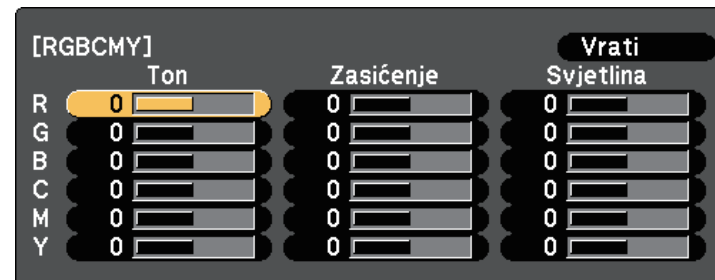 [RGBCMY] Vrati
Ton Zasićenje Svjetlina
R 0 0 0
G 0 0 0
B 0 0 0
C 0 0 0
M 0 0 0
Y 0 0 0